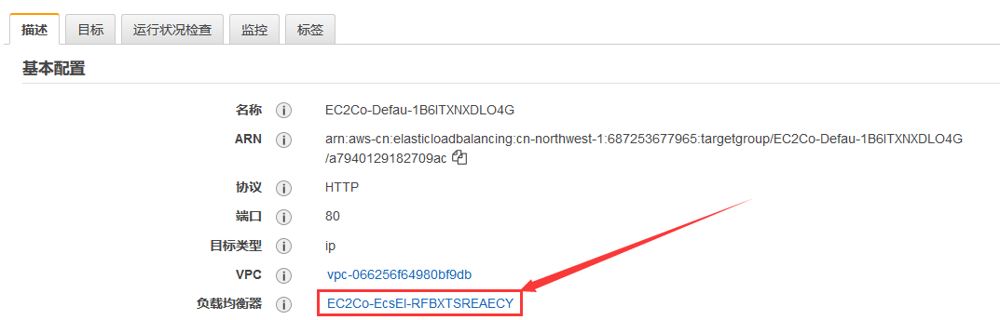 描述 目标 运行状况检查 监控 标签
基本配置
名称 EC2Co-Defau-1B6ITXNXDLO4G
ARN arn:aws-cn:elasticloadbalancing:cn-northwest-1:687253677965:targetgroup/EC2Co-Defau-1B6ITXNXDLO4G
/a7940129182709ac
协议 HTTP
端口 80
目标类型 ip
VPC vpc-066256f64980bf9db
负载均衡器 EC2Co-EcsEl-RFBXTSREAECY